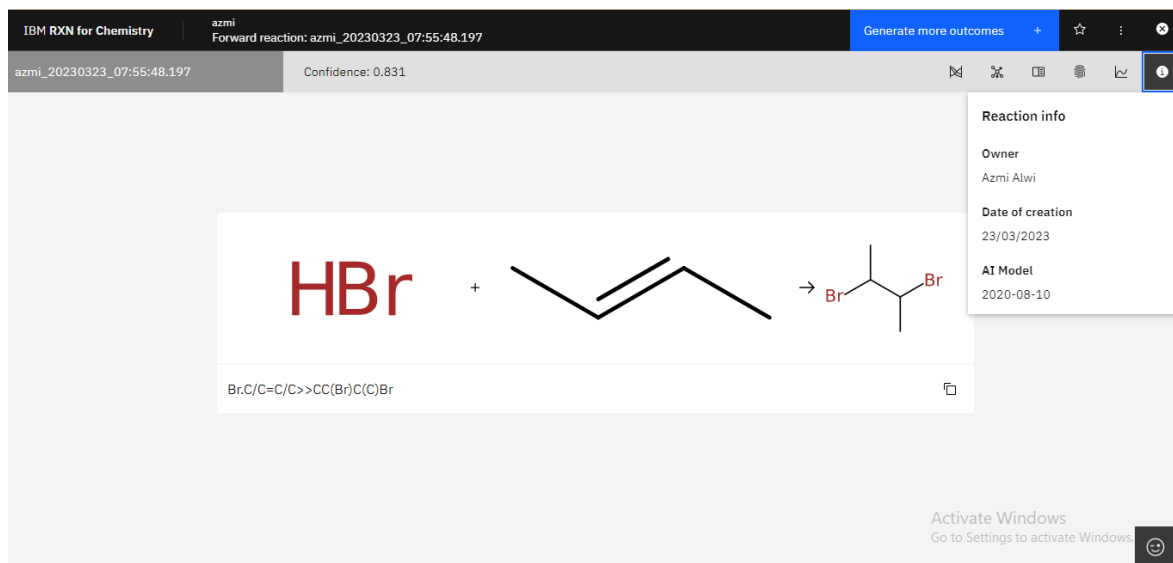 IBM RXN for Chemistry
azmi
Forward reaction: azmi_20230323_07:55:48.197
Generate more outcomes +
azmi_20230323_07:55:48.197
Confidence: 0.831
Reaction info
Owner
Azmi Alwi
Date of creation
23/03/2023
AI Model
2020-08-10
HBr + → Br Br
Br.C/C=C/C>>CC(Br)C(C)Br
Activate Windows
Go to Settings to activate Windows.